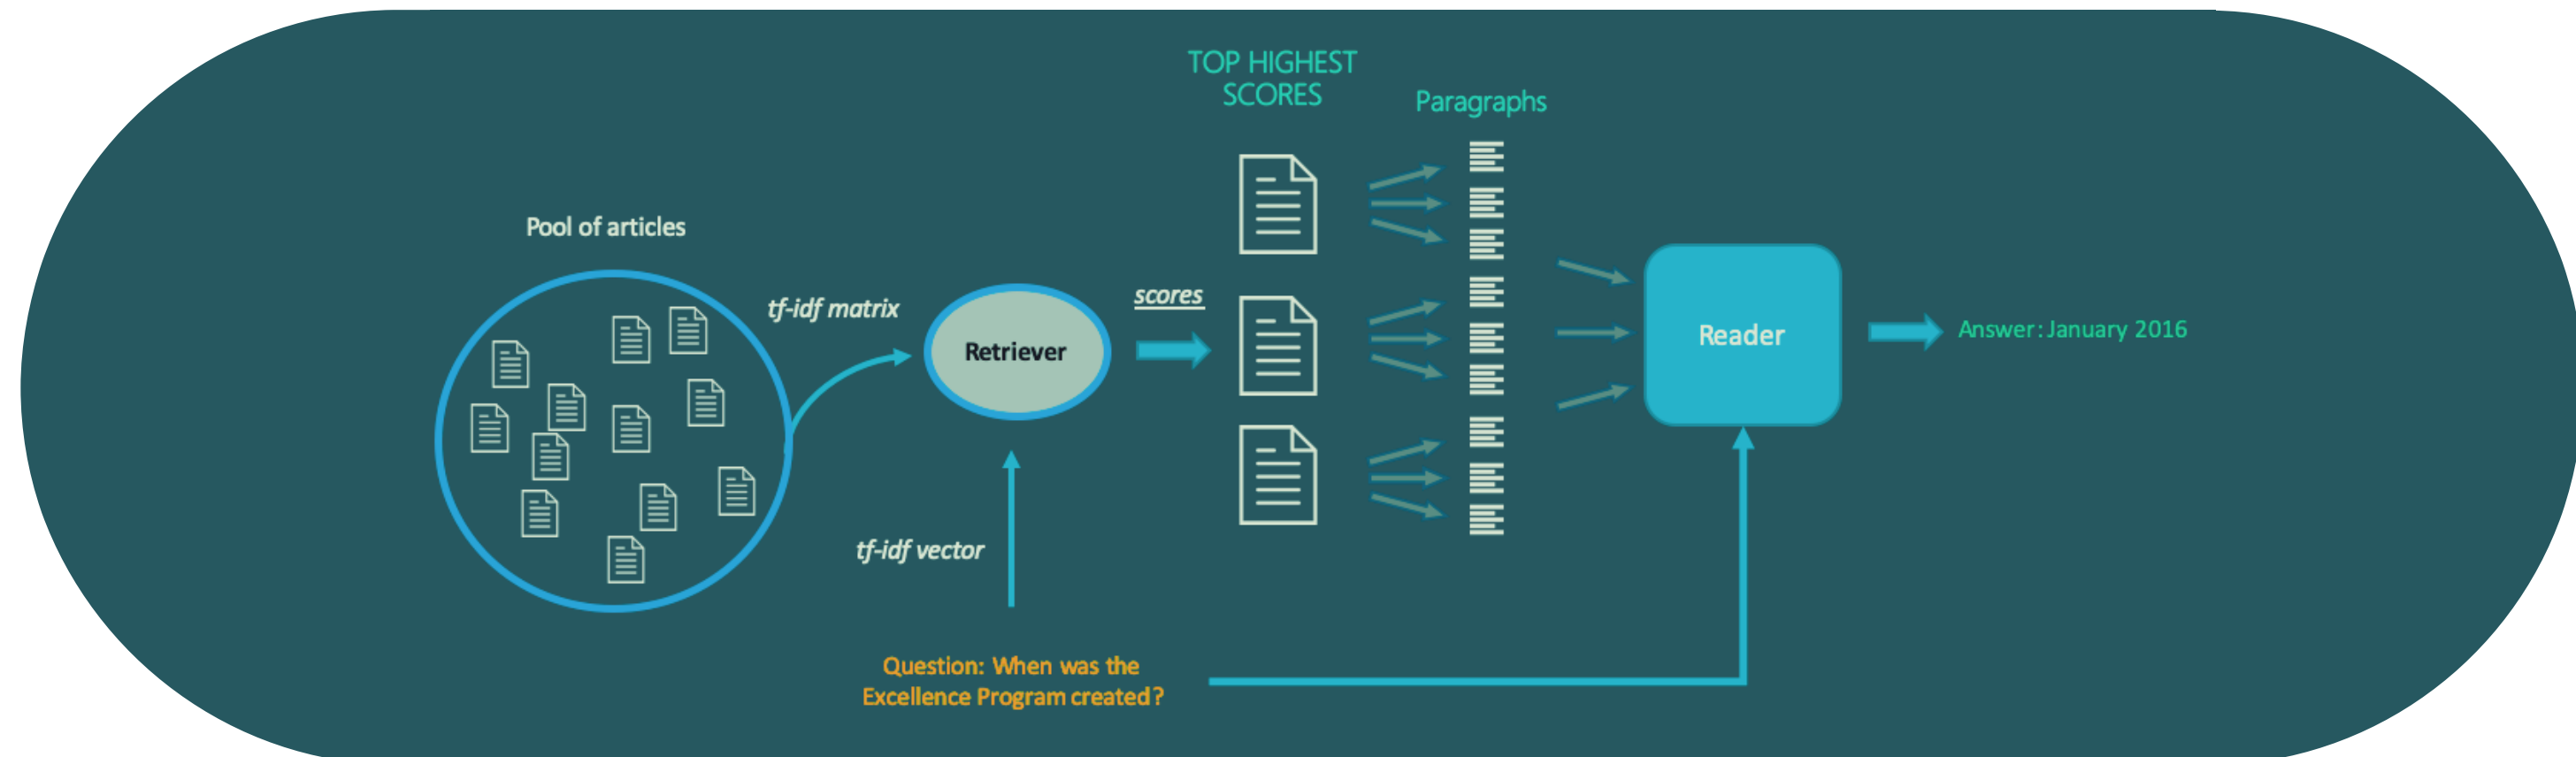 TOP HIGHEST
SCORES
Paragraphs
Pool of articles
tf-idf matrix
Retriever
scores
Reader
Answer: January 2016
tf-idf vector
Question: When was the
Excellence Program created?